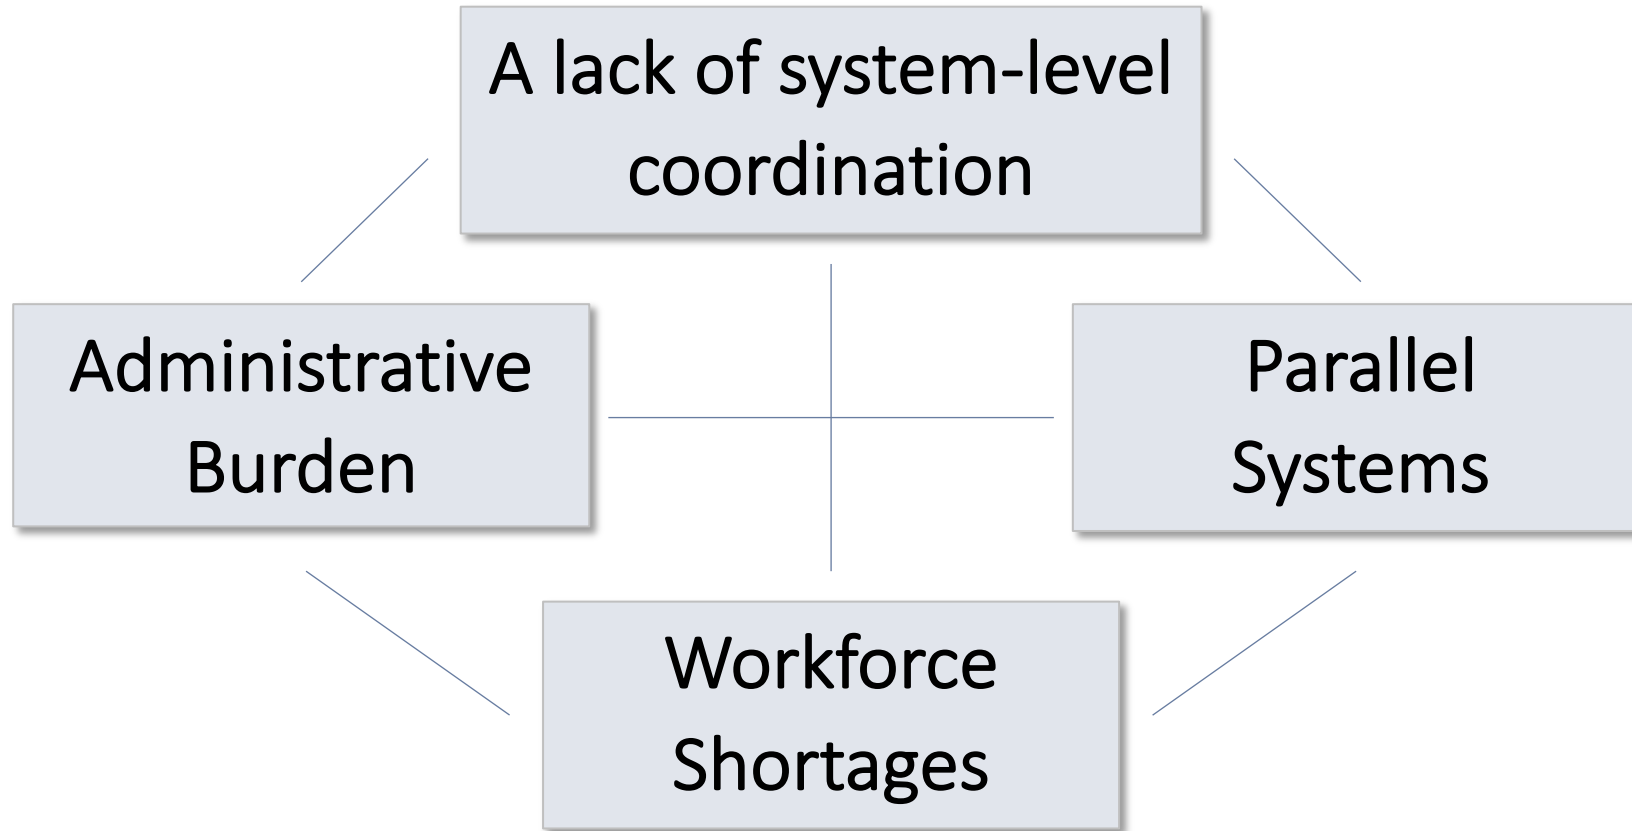 A lack of system-level
coordination
Administrative
Burden
Parallel
Systems
Workforce
Shortages